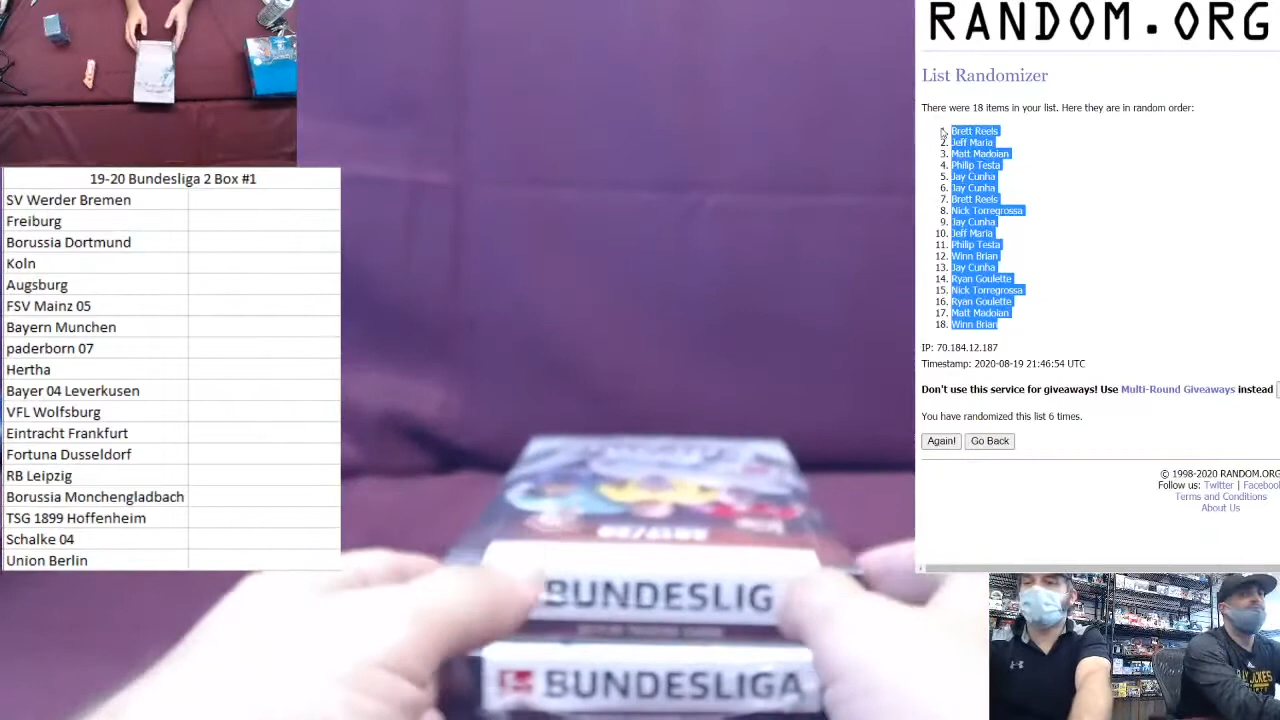 19-20 Bundesliga 2 Box #1
SV Werder Bremen
Freiburg
Borussia Dortmund
Koln
Augsburg
FSV Mainz 05
Bayern Munchen
paderborn 07
Hertha
Bayer 04 Leverkusen
VFL Wolfsburg
Eintracht Frankfurt
Fortuna Dusseldorf
RB Leipzig
Borussia Monchengladbach
TSG 1899 Hoffenheim
Schalke 04
Union Berlin
BUNDESLIG
BUNDESLIGA
RANDOM.ORG
List Randomizer
There were 18 items in your list. Here they are in random order:
1. Brett Reels
2. Jeff Maria
3. Matt Madoian
4. Philip Testa
5. Jay Cunha
6. Jay Cunha
7. Brett Reels
8. Nick Torregrossa
9. Jay Cunha
10. Jeff Maria
11. Philip Testa
12. Winn Brian
13. Jay Cunha
14. Ryan Goulette
15. Nick Torregrossa
16. Ryan Goulette
17. Matt Madoian
18. Winn Brian
IP: 70.184.12.187
Timestamp: 2020-08-19 21:46:54 UTC
Don't use this service for giveaways! Use Multi-Round Giveaways instead
You have randomized this list 6 times.
Again! Go Back
© 1998-2020 RANDOM.ORG
Follow us: Twitter | Facebook
Terms and Conditions
About Us